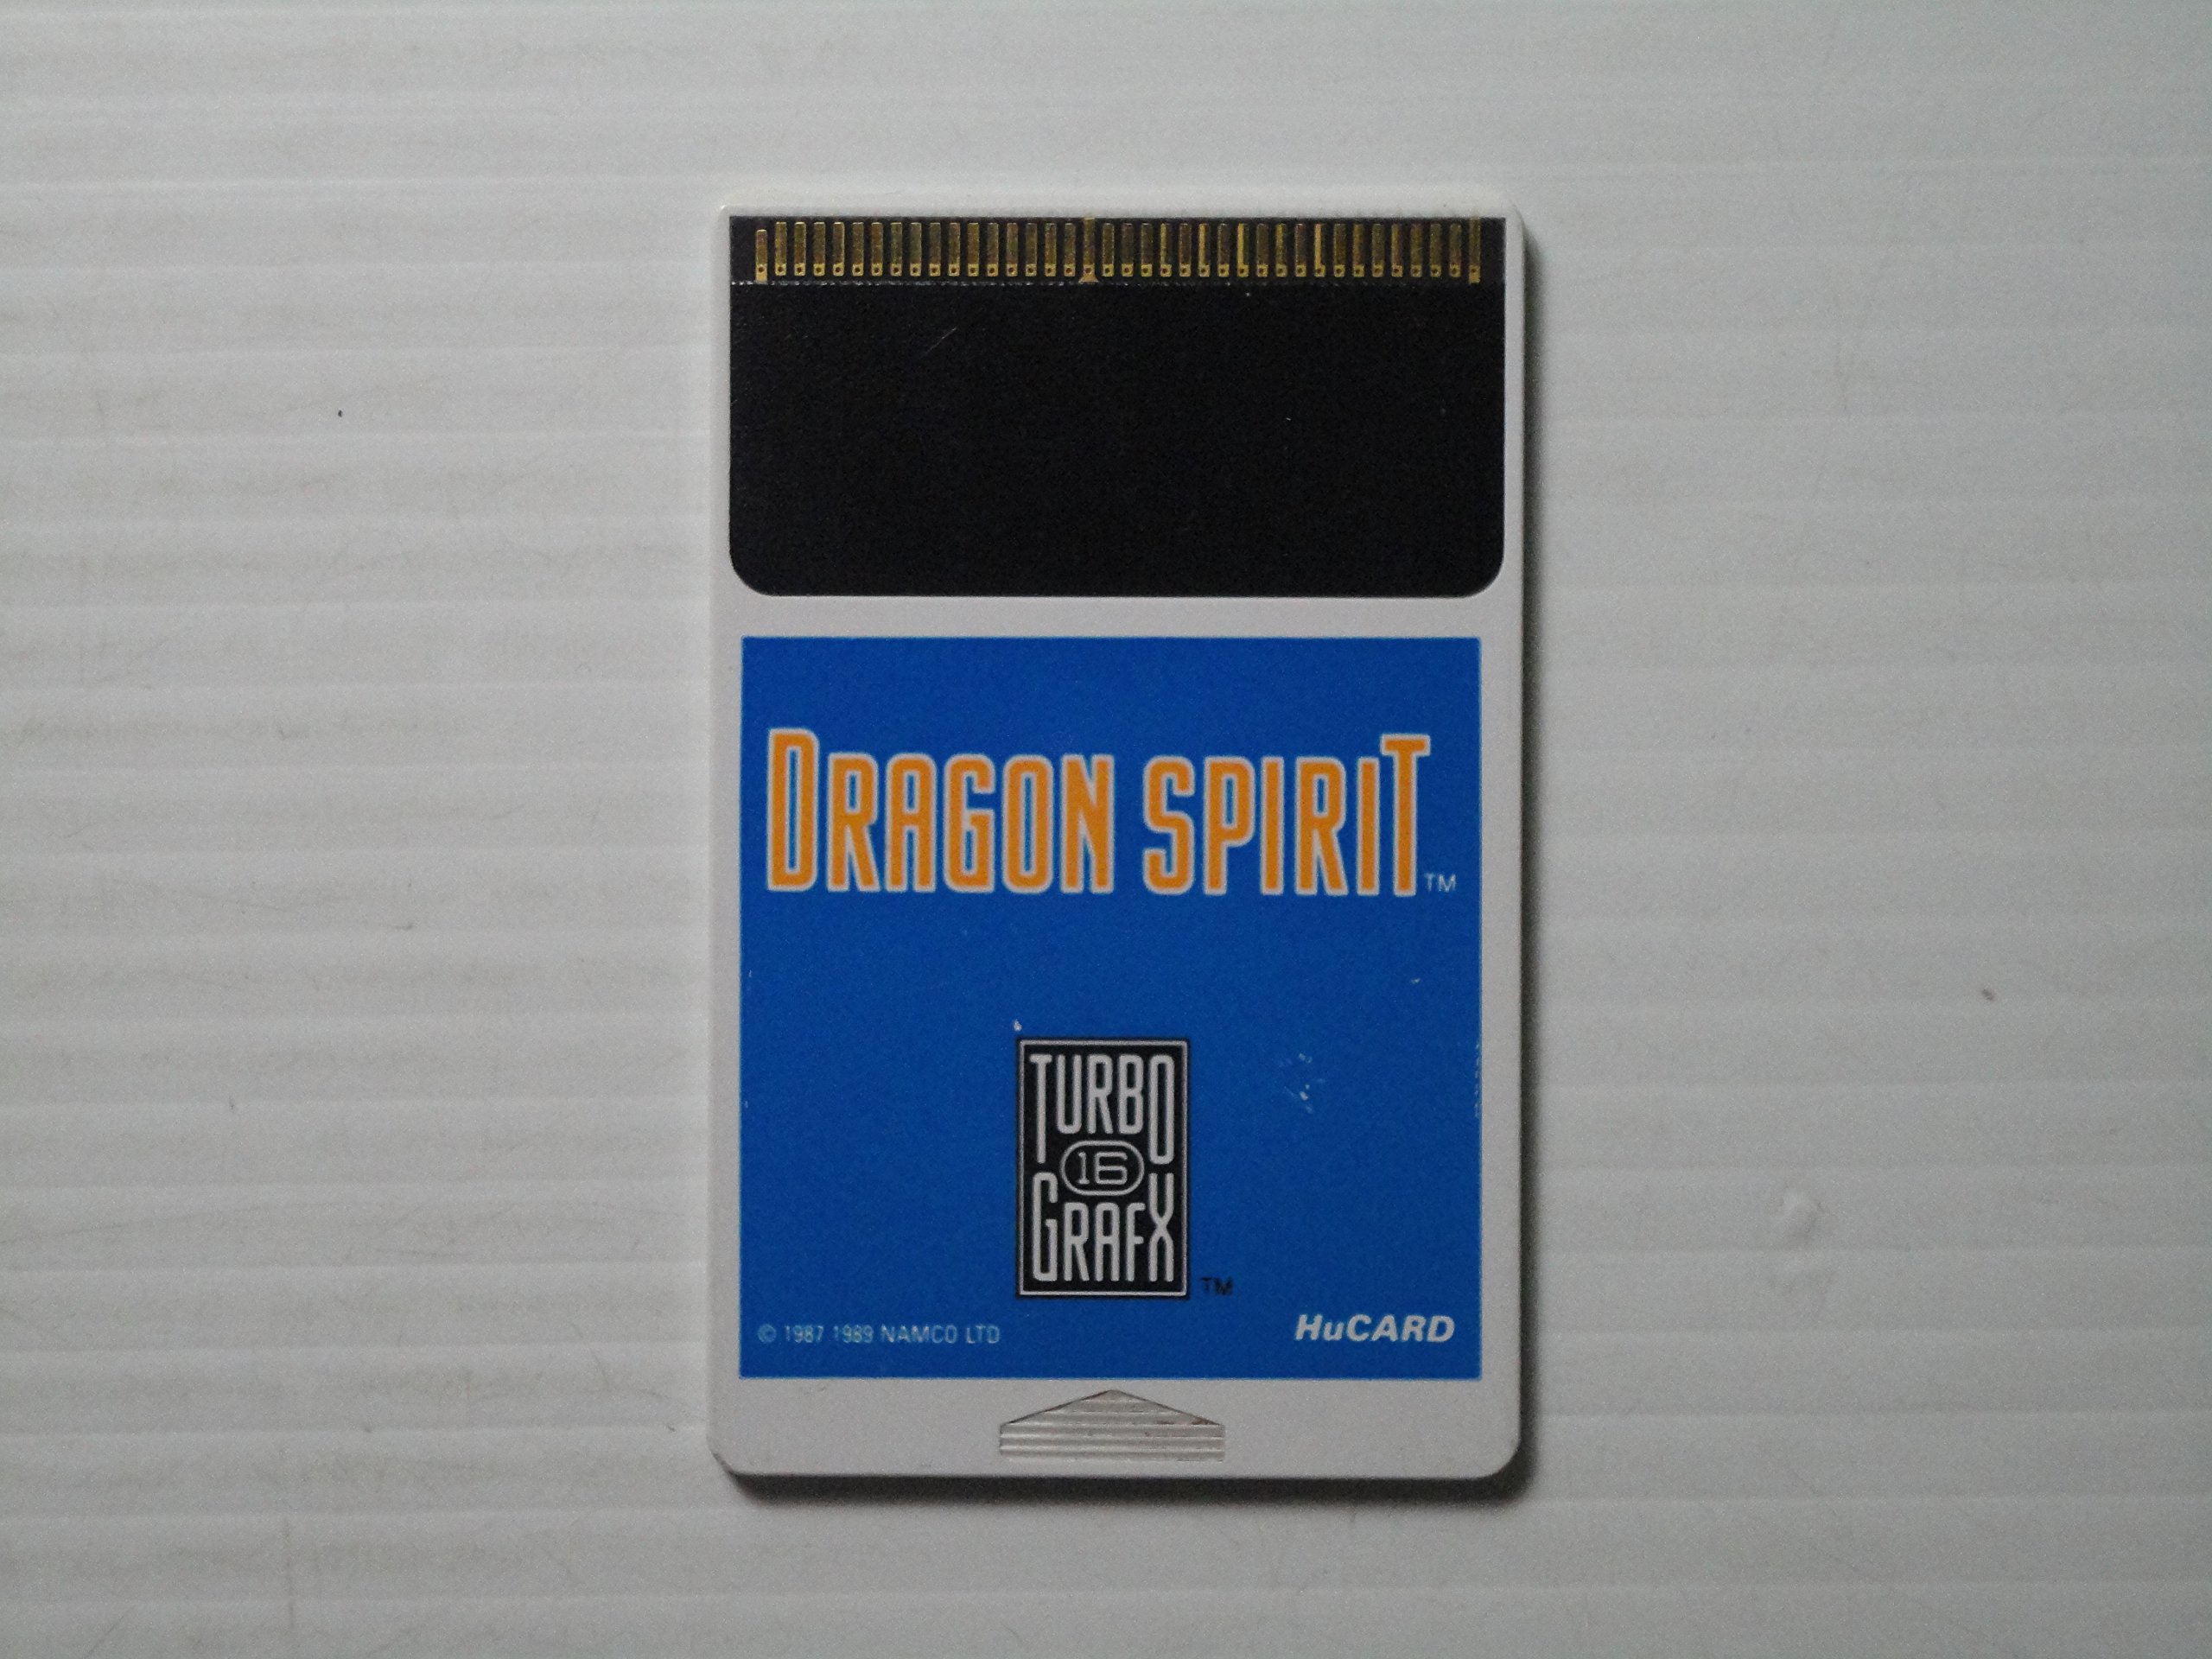 DRAGON SPIRIT™
TURBO
16
GRAFX
TM
© 1987 1989 NAMCO LTD
HuCARD